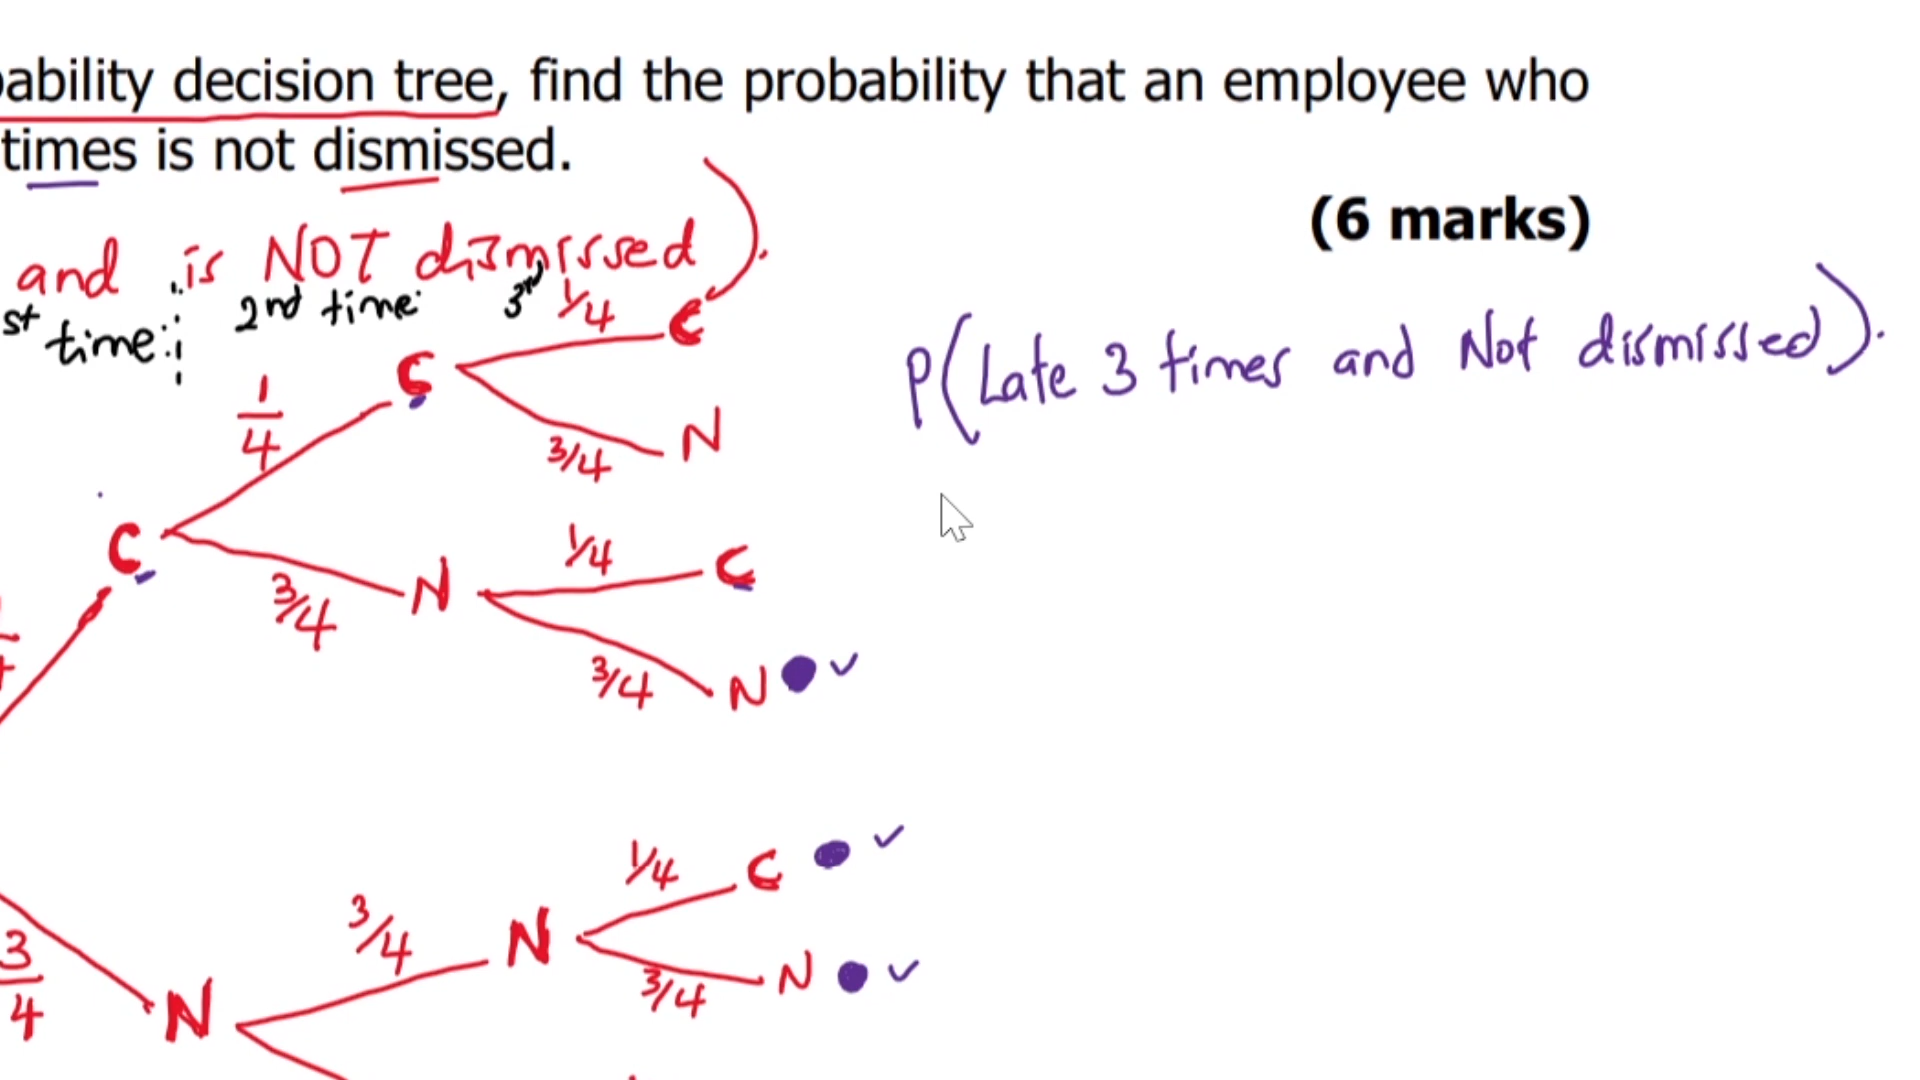 ability decision tree, find the probability that an employee who
times is not dismissed.
(6 marks)
and is NOT dismissed).
st time: 2nd time: 3rd 1/4 C
P(Late 3 times and Not dismissed).
1/4 C
3/4 N
C
3/4 N 1/4 C
3/4 N
1/4 C
3/4 N
3/4 N
3/4 N